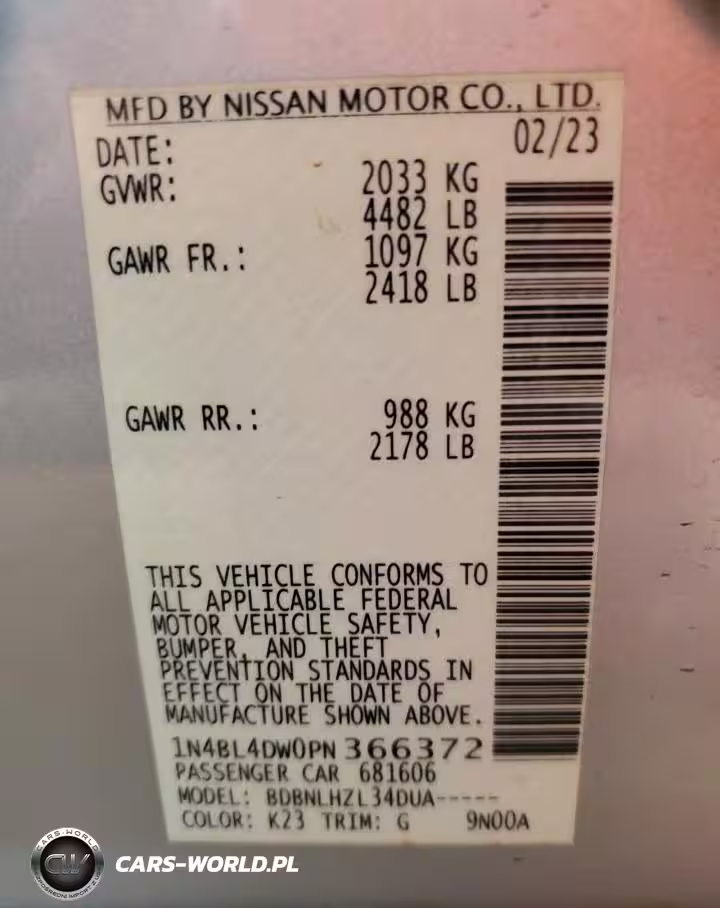 MFD BY NISSAN MOTOR CO., LTD.
DATE: 02/23
GVWR: 2033 KG
4482 LB
GAWR FR.: 1097 KG
2418 LB
GAWR RR.: 988 KG
2178 LB
THIS VEHICLE CONFORMS TO
ALL APPLICABLE FEDERAL
MOTOR VEHICLE SAFETY,
BUMPER, AND THEFT
PREVENTION STANDARDS IN
EFFECT ON THE DATE OF
MANUFACTURE SHOWN ABOVE.
1N4BL4DW0PN366372
PASSENGER CAR 681606
MODEL: BDBNLHZL34DUA-----
COLOR: K23 TRIM: G 9N00A
CARS-WORLD
CW
CARS-WORLD.PL